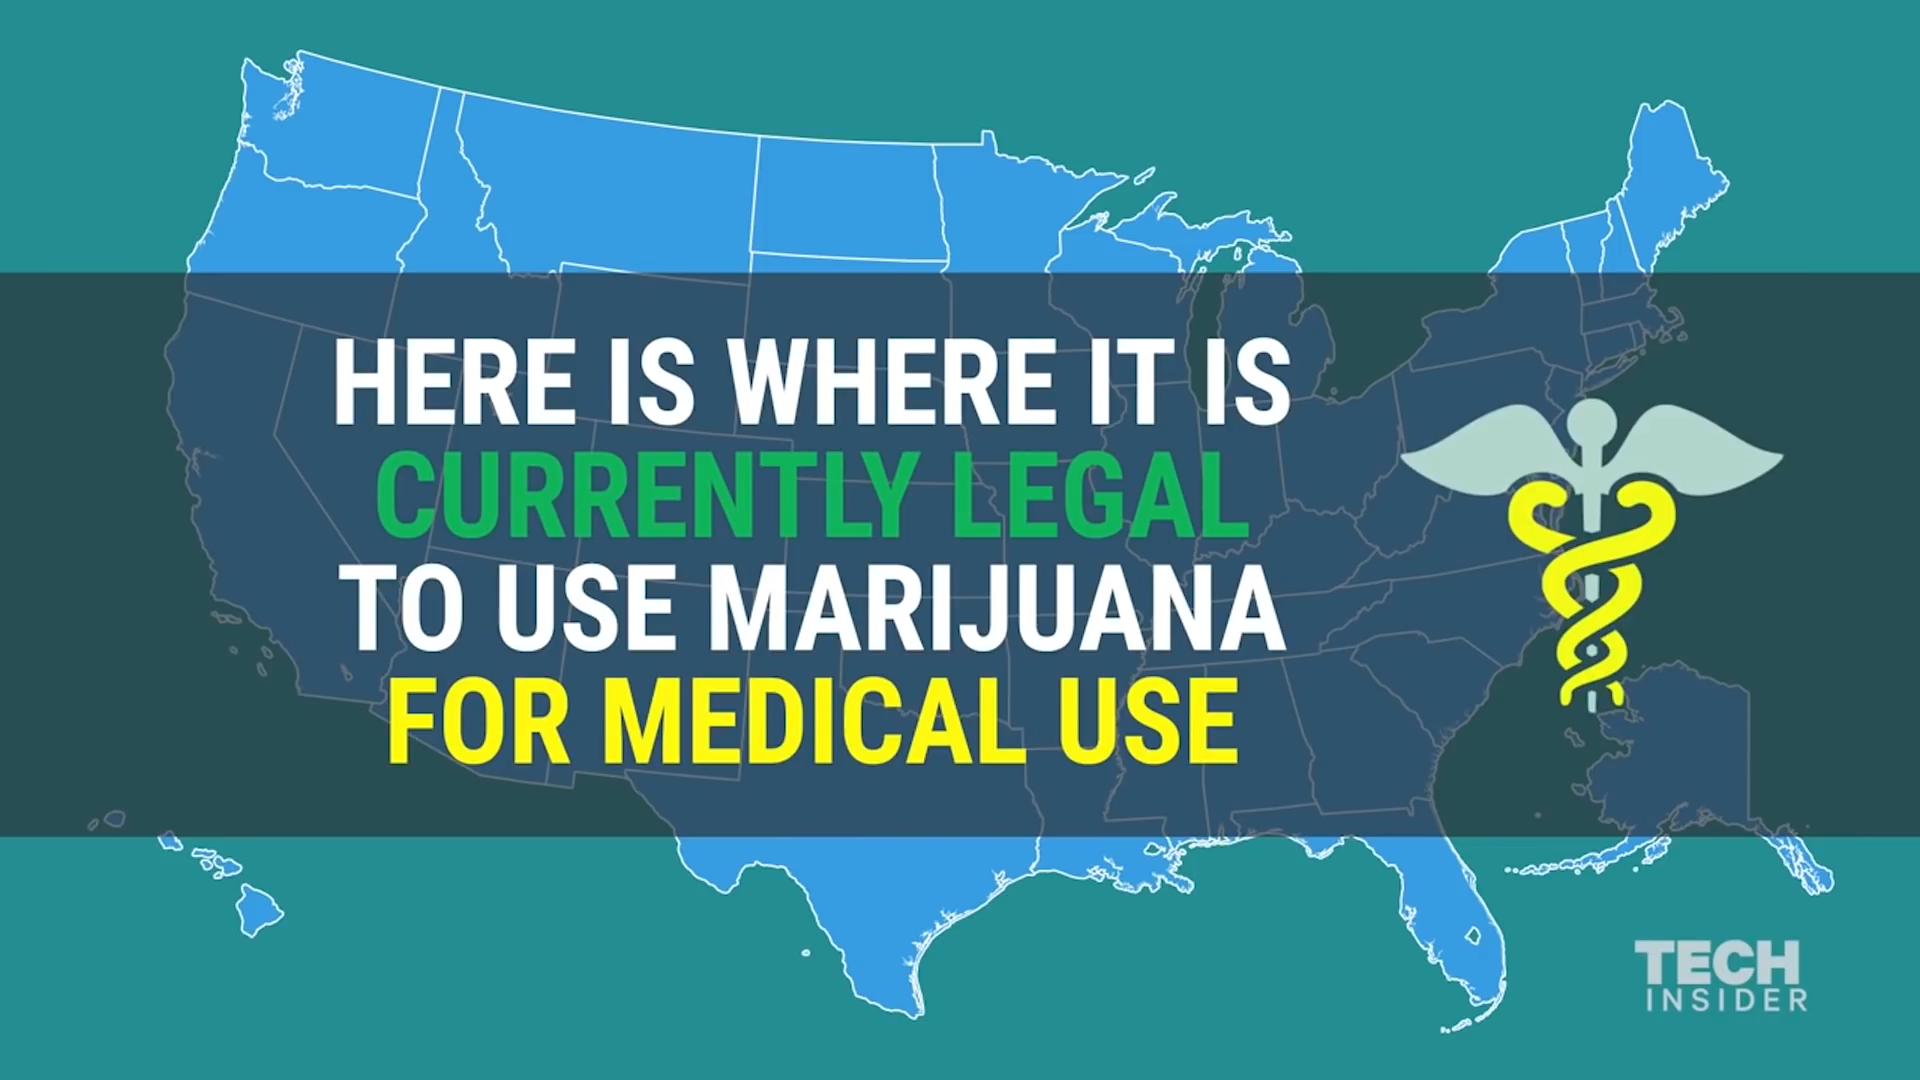 HERE IS WHERE IT IS
CURRENTLY LEGAL
TO USE MARIJUANA
FOR MEDICAL USE
TECH
INSIDER